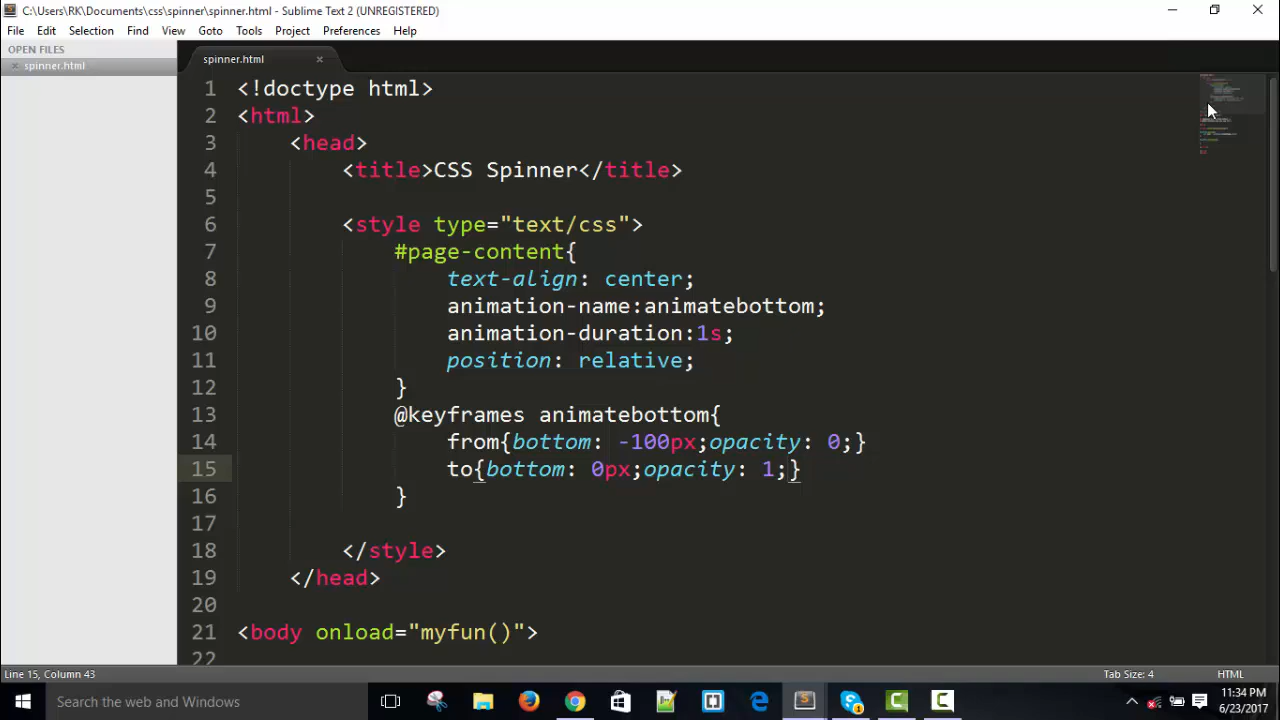 C:\Users\RK\Documents\css\spinner\spinner.html - Sublime Text 2 (UNREGISTERED)
File Edit Selection Find View Goto Tools Project Preferences Help
OPEN FILES
spinner.html
spinner.html
1 <!doctype html>
2 <html>
3 <head>
4 <title>CSS Spinner</title>
5
6 <style type="text/css">
7 #page-content{
8 text-align: center;
9 animation-name:animatebottom;
10 animation-duration:1s;
11 position: relative;
12 }
13 @keyframes animatebottom{
14 from{bottom: -100px;opacity: 0;}
15 to{bottom: 0px;opacity: 1;}
16 }
17
18 </style>
19 </head>
20
21 <body onload="myfun()">
22
Line 15, Column 43
Tab Size: 4
HTML
Search the web and Windows
11:34 PM
6/23/2017